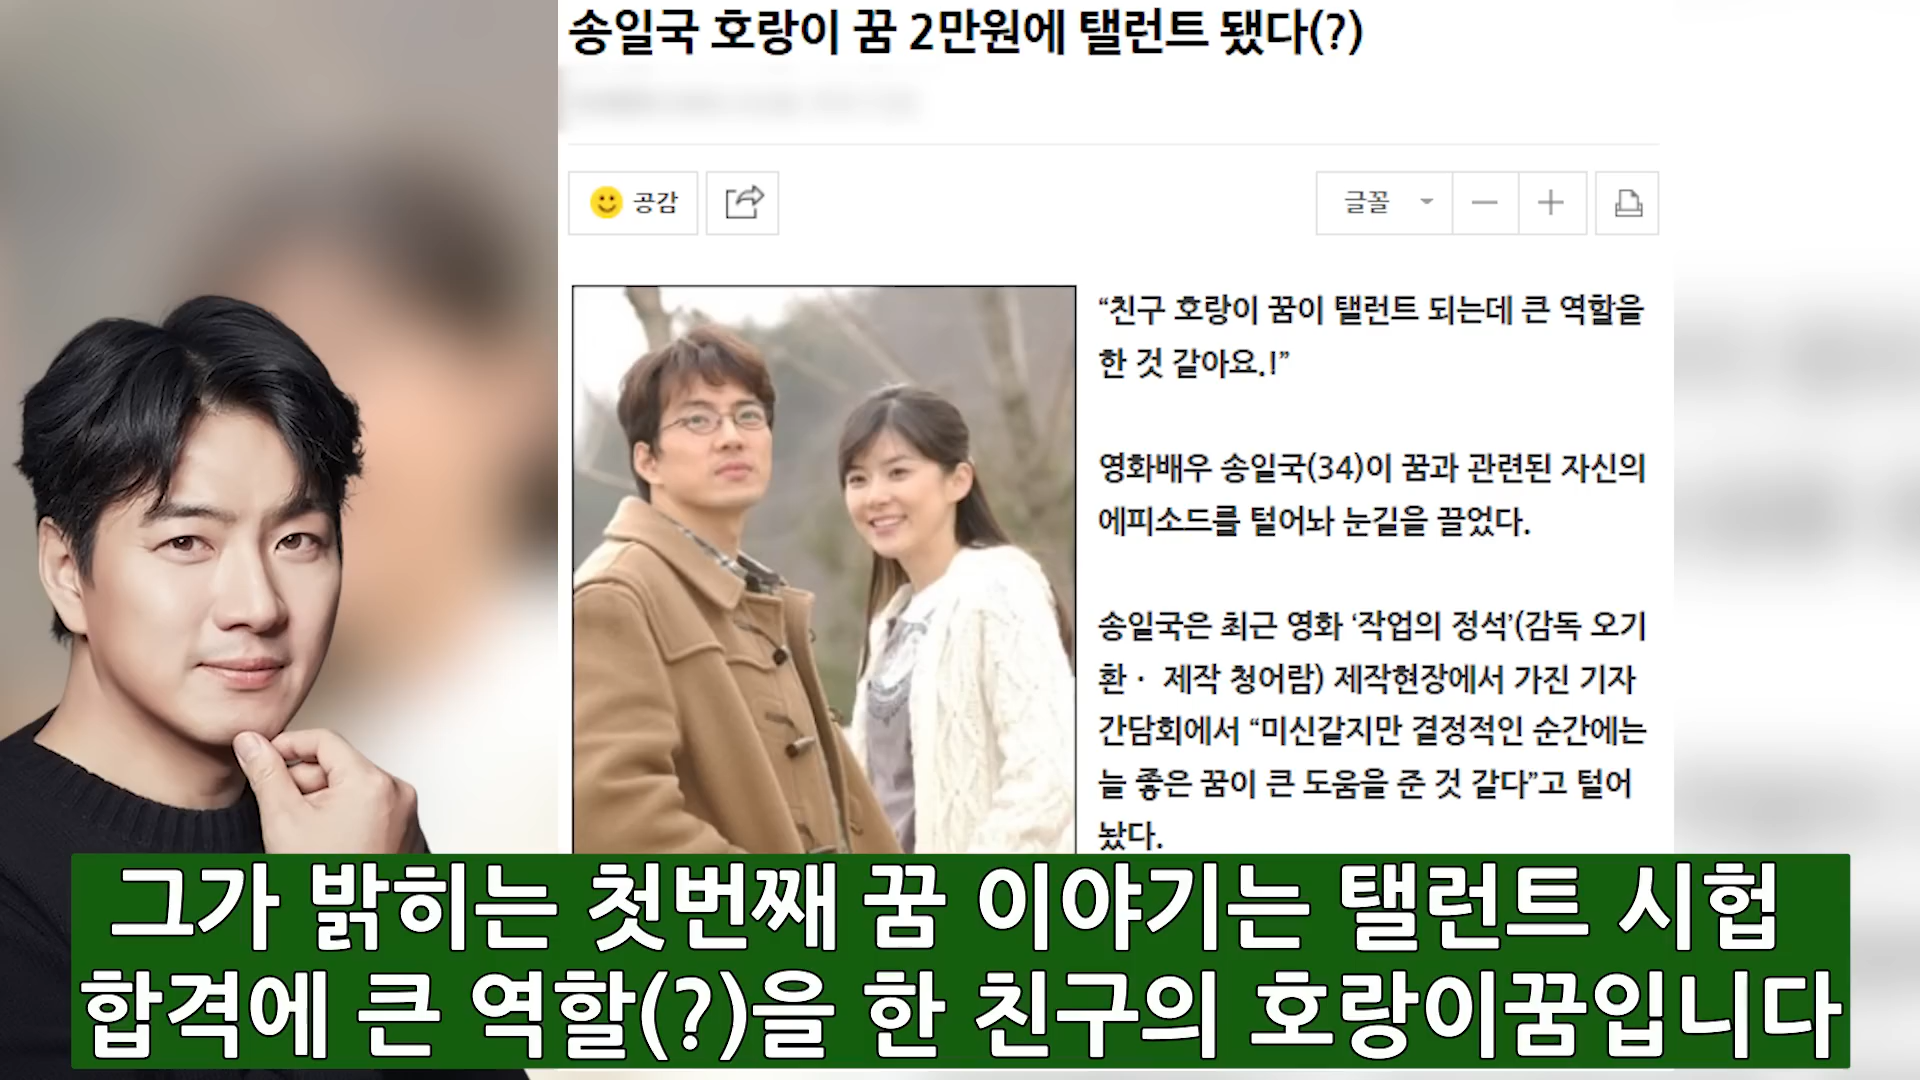 송일국 호랑이 꿈 2만원에 탤런트 됐다(?)
공감
글꼴
“친구 호랑이 꿈이 탤런트 되는데 큰 역할을
한 것 같아요.!”
영화배우 송일국(34)이 꿈과 관련된 자신의
에피소드를 털어놔 눈길을 끌었다.
송일국은 최근 영화 ‘작업의 정석’(감독 오기
환 · 제작 청어람) 제작현장에서 가진 기자
간담회에서 “미신같지만 결정적인 순간에는
늘 좋은 꿈이 큰 도움을 준 것 같다”고 털어
놨다.
그가 밝히는 첫번째 꿈 이야기는 탤런트 시험
합격에 큰 역할(?)을 한 친구의 호랑이꿈입니다